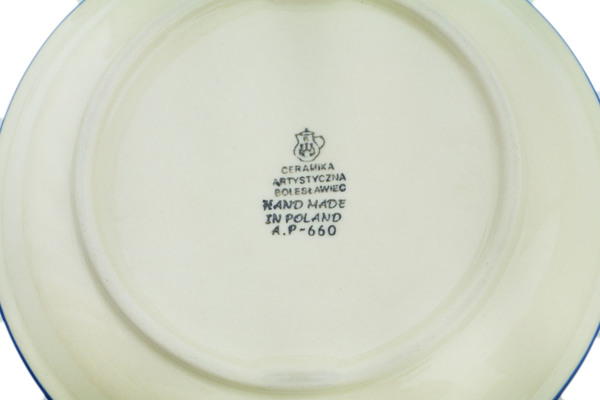 CERAMIKA
ARTYSTYCZNA
BOLESŁAWIEC
HAND MADE
IN POLAND
A.P-660